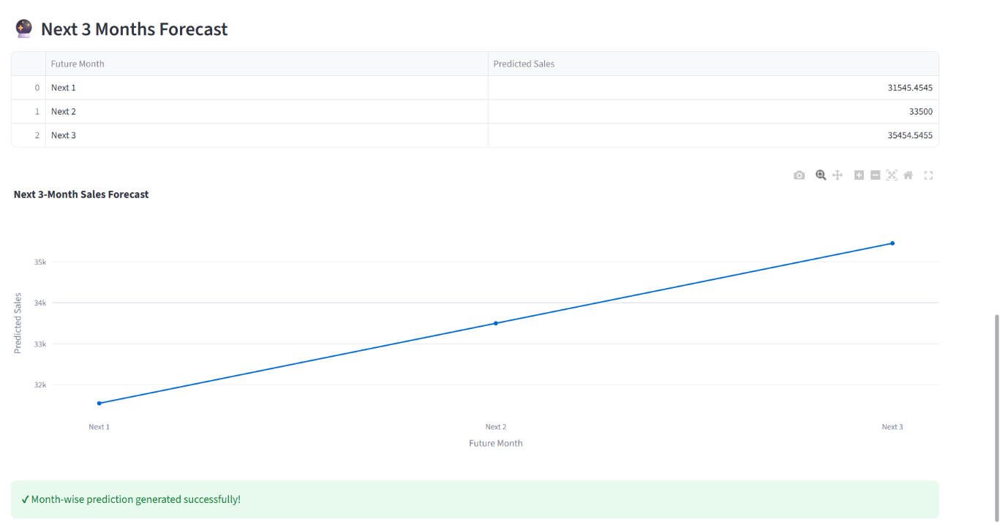 🔮 Next 3 Months Forecast
Future Month Predicted Sales
0 Next 1 31545.4545
1 Next 2 33500
2 Next 3 35454.5455
Next 3-Month Sales Forecast
35k
34k
33k
32k
Predicted Sales
Next 1 Next 2 Next 3
Future Month
✔ Month-wise prediction generated successfully!